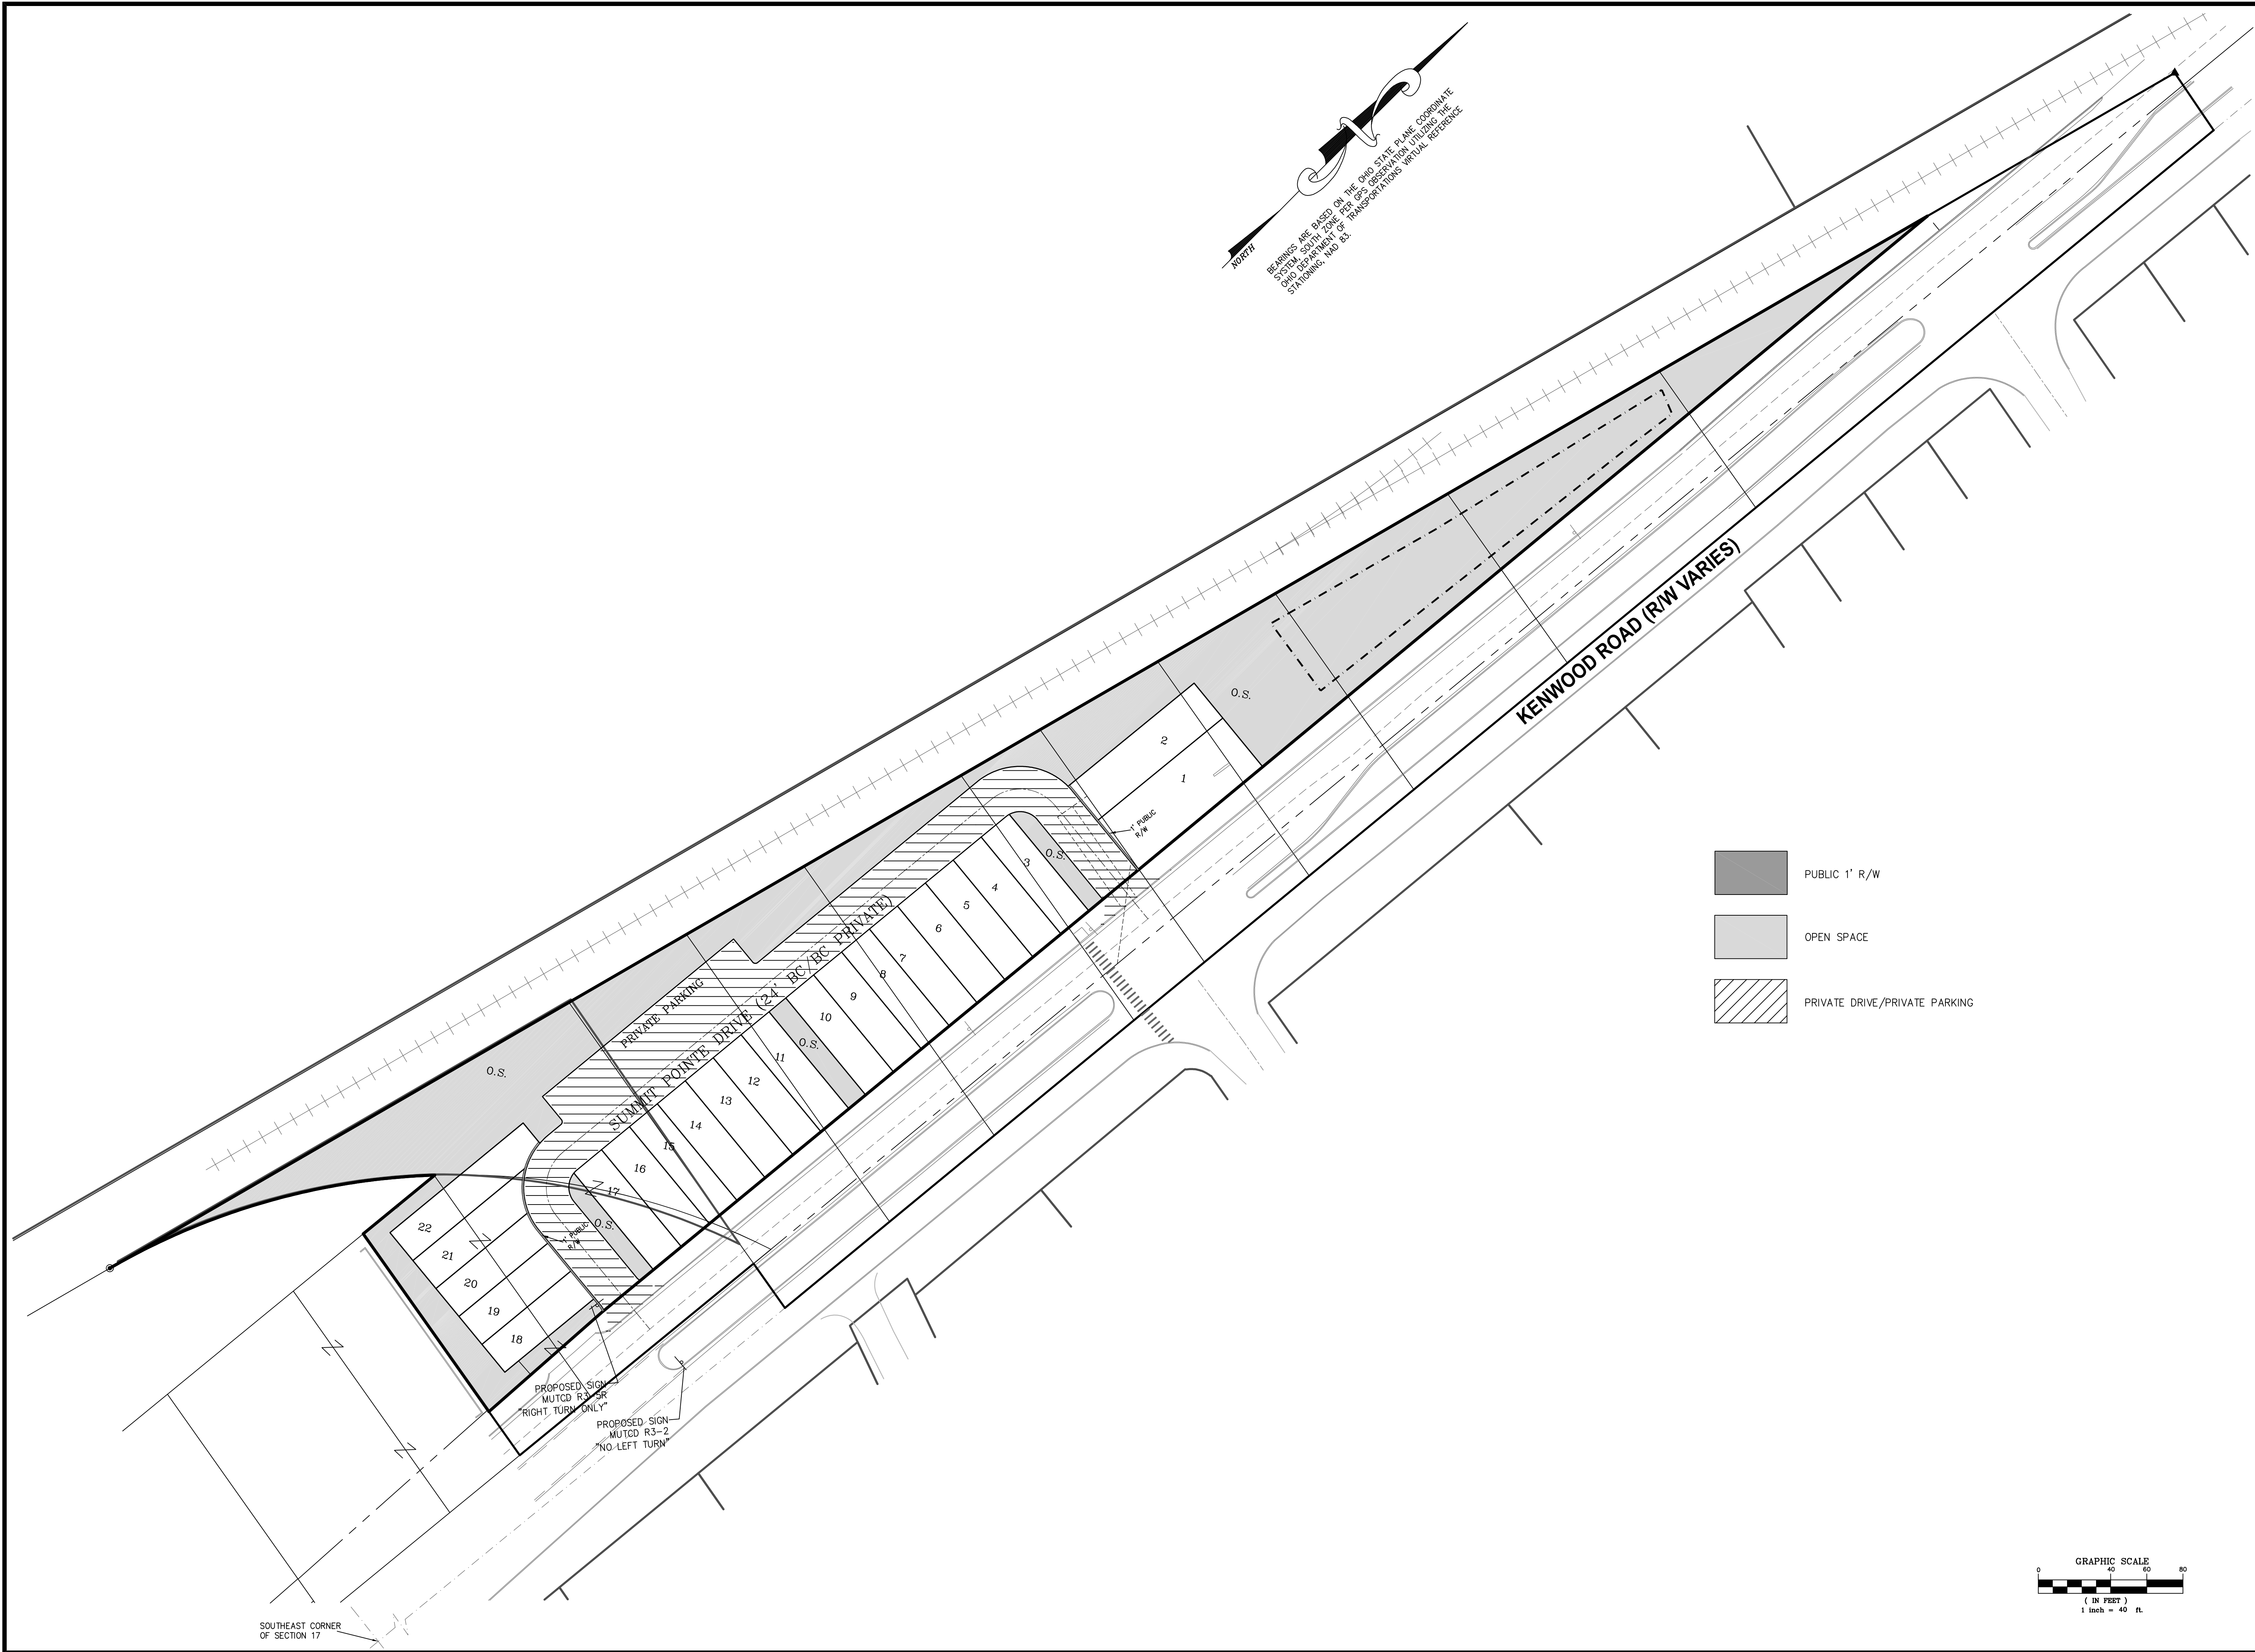 NORTH
BEARINGS ARE BASED ON THE OHIO STATE PLANE COORDINATE
SYSTEM, SOUTH ZONE PER GPS OBSERVATION UTILIZING THE
OHIO DEPARTMENT OF TRANSPORTATIONS VIRTUAL REFERENCE
STATIONING, NAD 83.
KENWOOD ROAD (R/W VARIES)
O.S.
2
1
1' PUBLIC
R/W
O.S.
3
4
5
6
7
8
9
10
O.S.
11
12
13
14
15
16
17
O.S.
SUMMIT POINTE DRIVE (24' BC/BC PRIVATE)
PRIVATE PARKING
O.S.
1' PUBLIC
R/W
22
21
20
19
18
PROPOSED SIGN
MUTCD R3-5R
"RIGHT TURN ONLY"
PROPOSED SIGN
MUTCD R3-2
"NO LEFT TURN"
SOUTHEAST CORNER
OF SECTION 17
PUBLIC 1' R/W
OPEN SPACE
PRIVATE DRIVE/PRIVATE PARKING
GRAPHIC SCALE
0 40 60 80
( IN FEET )
1 inch = 40 ft.